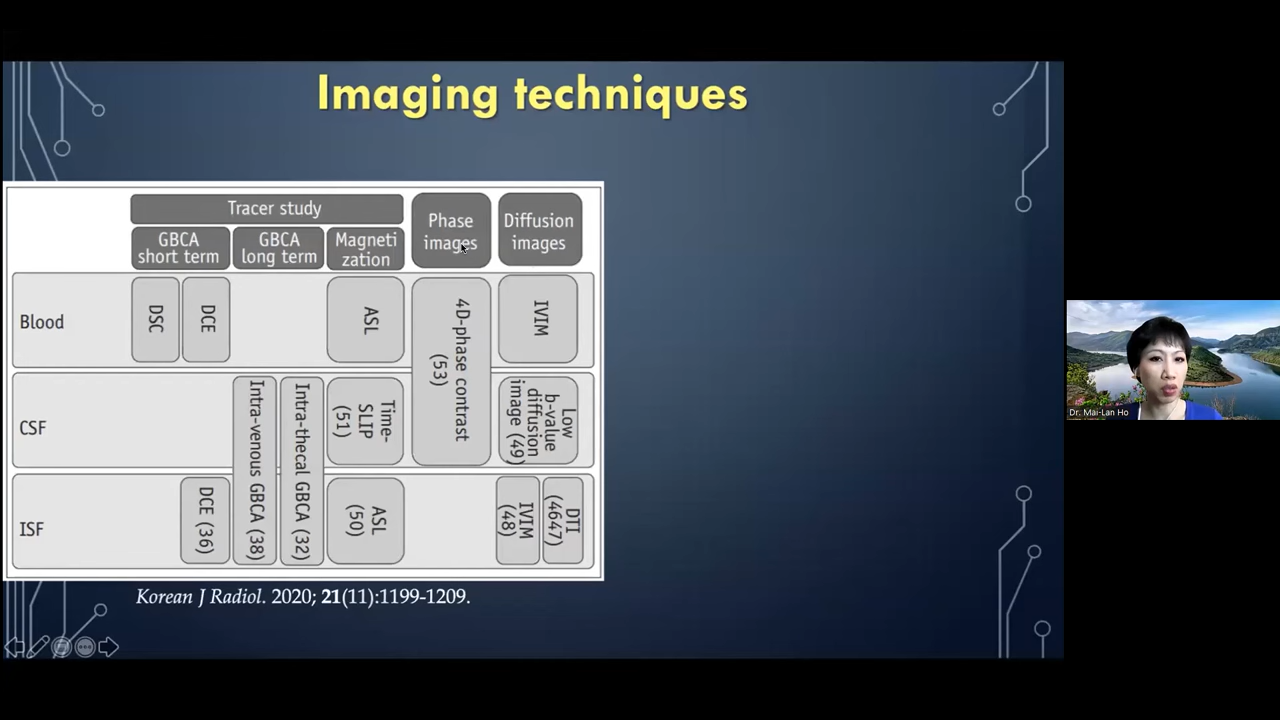 Imaging techniques
Tracer study
Phase
images
Diffusion
images
GBCA
short term
GBCA
long term
Magneti
zation
Blood
DSC
DCE
ASL
4D-phase contrast
(53)
IVIM
CSF
Intra-venous GBCA (38)
Intra-thecal GBCA (32)
Time-
SLIP
(51)
Low
b-value
diffusion
image (49)
ISF
DCE (36)
ASL
(50)
IVIM
(48)
DTI
(4647)
Korean J Radiol. 2020; 21(11):1199-1209.
Dr. Mai-Lan Ho